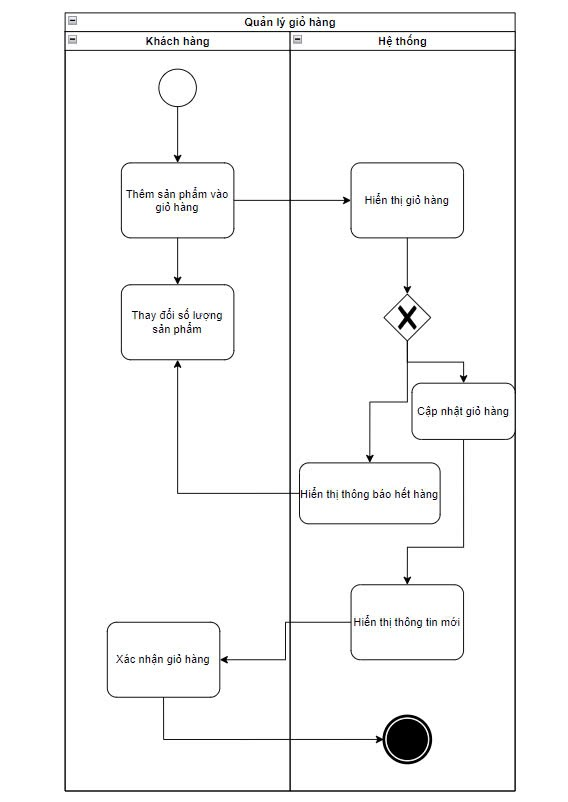 Quản lý giỏ hàng
Khách hàng
Hệ thống
Thêm sản phẩm vào
giỏ hàng
Hiển thị giỏ hàng
Thay đổi số lượng
sản phẩm
Cập nhật giỏ hàng
Hiển thị thông báo hết hàng
Hiển thị thông tin mới
Xác nhận giỏ hàng